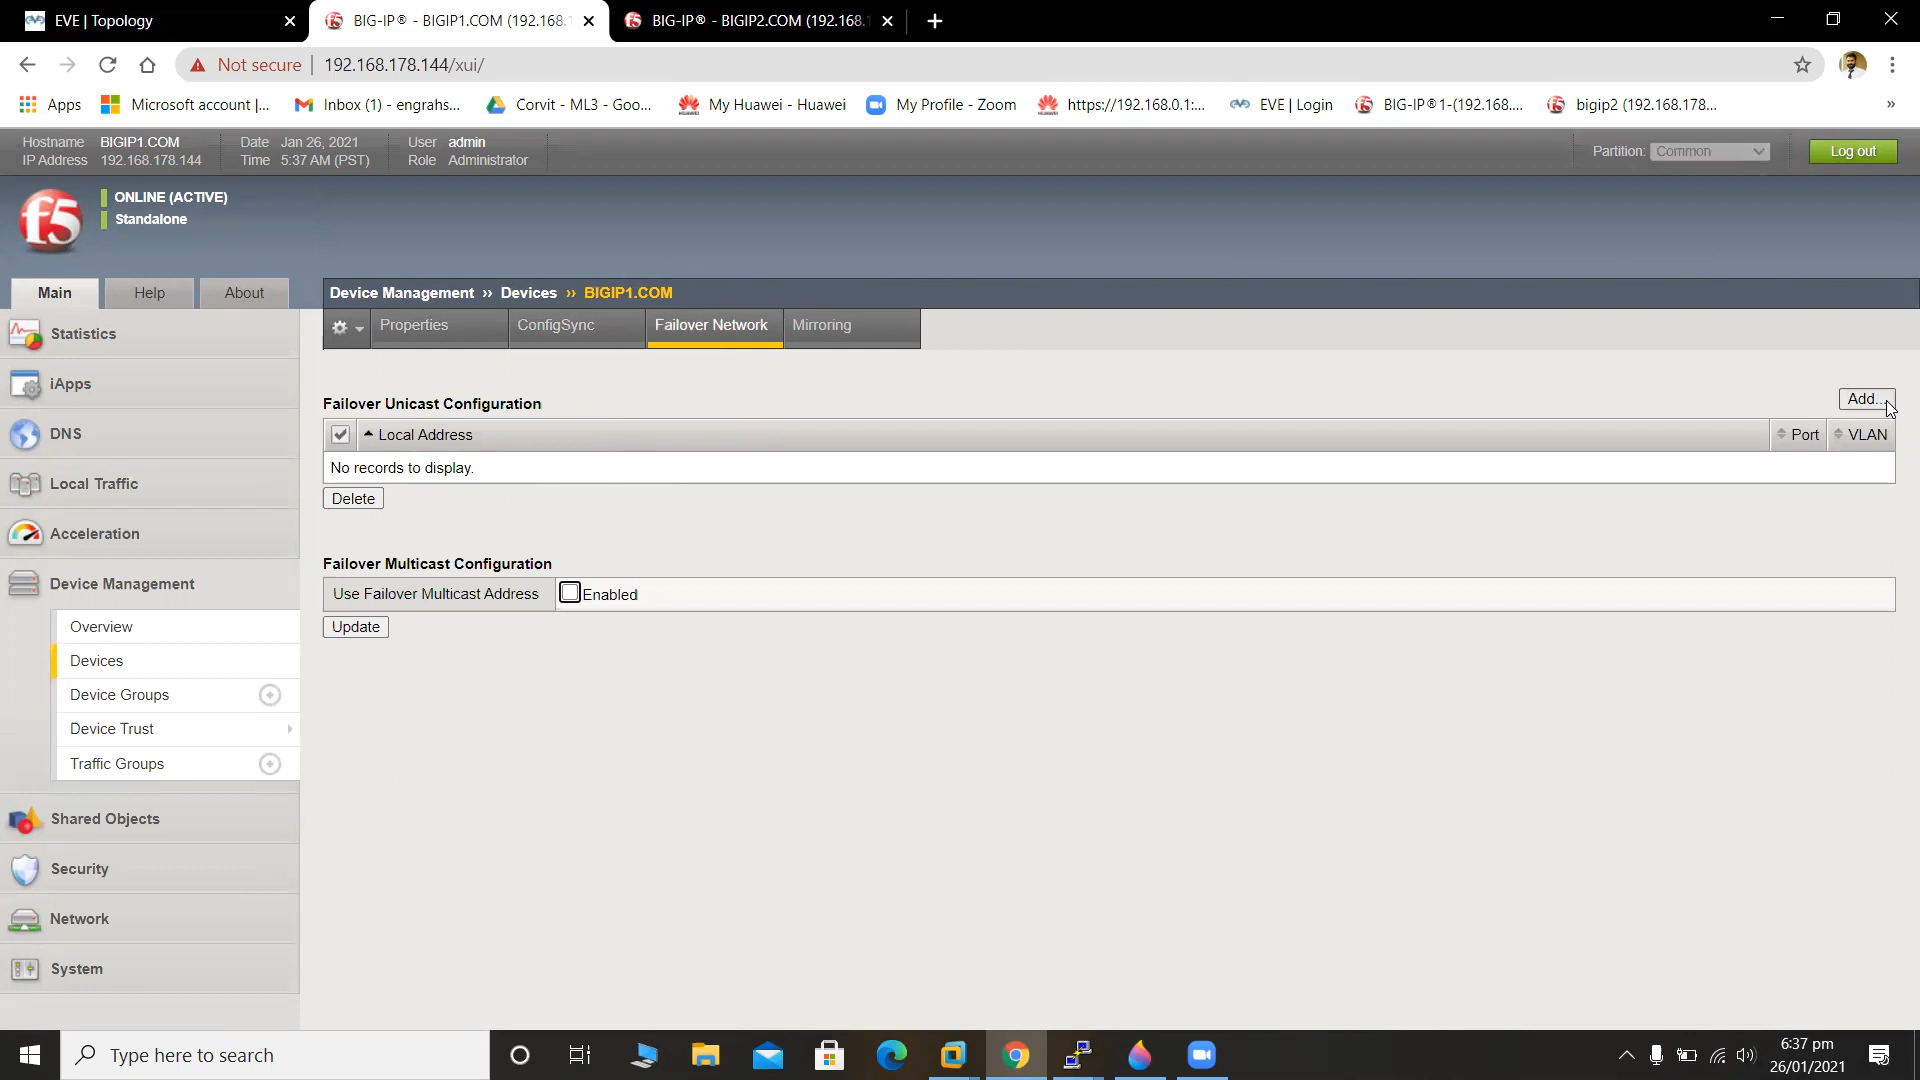 EVE | Topology
BIG-IP® - BIGIP1.COM (192.168.
BIG-IP® - BIGIP2.COM (192.168.1
Not secure | 192.168.178.144/xui/
Apps
Microsoft account |...
Inbox (1) - engrahs...
Corvit - ML3 - Goo...
My Huawei - Huawei
My Profile - Zoom
https://192.168.0.1:...
EVE | Login
BIG-IP®1-(192.168....
bigip2 (192.168.178...
»
Hostname BIGIP1.COM Date Jan 26, 2021 User admin
IP Address 192.168.178.144 Time 5:37 AM (PST) Role Administrator
Partition: Common
Log out
f5
ONLINE (ACTIVE)
Standalone
Main Help About
Device Management ›› Devices ›› BIGIP1.COM
Properties ConfigSync Failover Network Mirroring
Statistics
iApps
DNS
Local Traffic
Acceleration
Device Management
Overview
Devices
Device Groups
Device Trust
Traffic Groups
Shared Objects
Security
Network
System
Failover Unicast Configuration
Add...
Local Address Port VLAN
No records to display.
Delete
Failover Multicast Configuration
Use Failover Multicast Address Enabled
Update
Type here to search
6:37 pm
26/01/2021